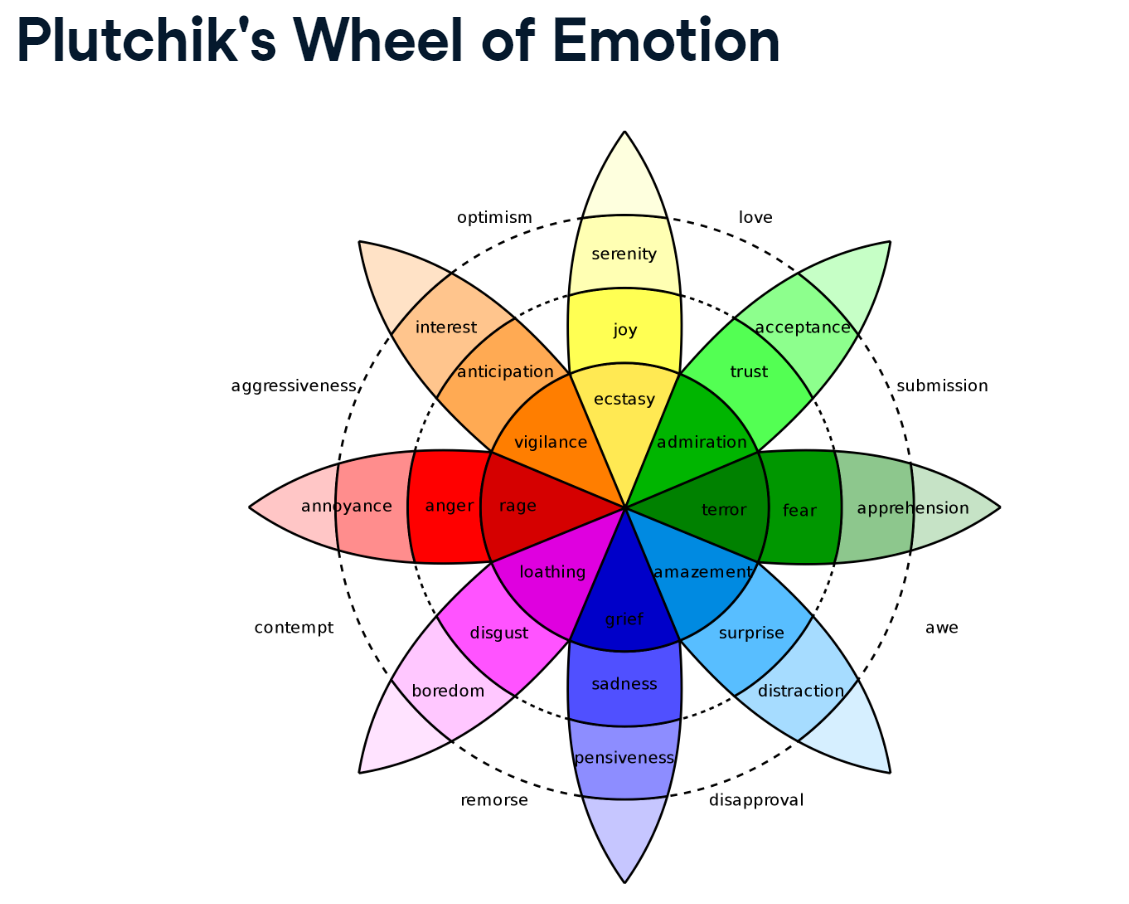 Plutchik's Wheel of Emotion
optimism
love
serenity
interest
joy
acceptance
anticipation
trust
aggressiveness
submission
ecstasy
vigilance
admiration
annoyance
anger
rage
terror
fear
apprehension
loathing
amazement
grief
contempt
disgust
surprise
awe
boredom
sadness
distraction
pensiveness
remorse
disapproval